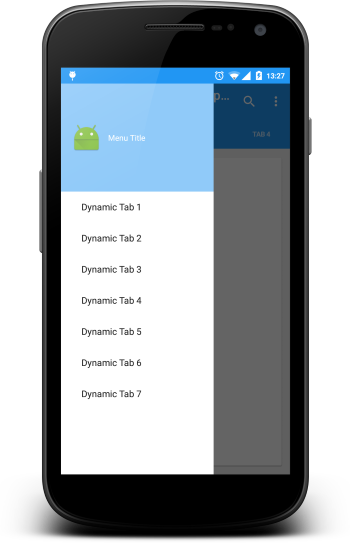 13:27
p...
Menu Title
TAB 4
Dynamic Tab 1
Dynamic Tab 2
Dynamic Tab 3
Dynamic Tab 4
Dynamic Tab 5
Dynamic Tab 6
Dynamic Tab 7